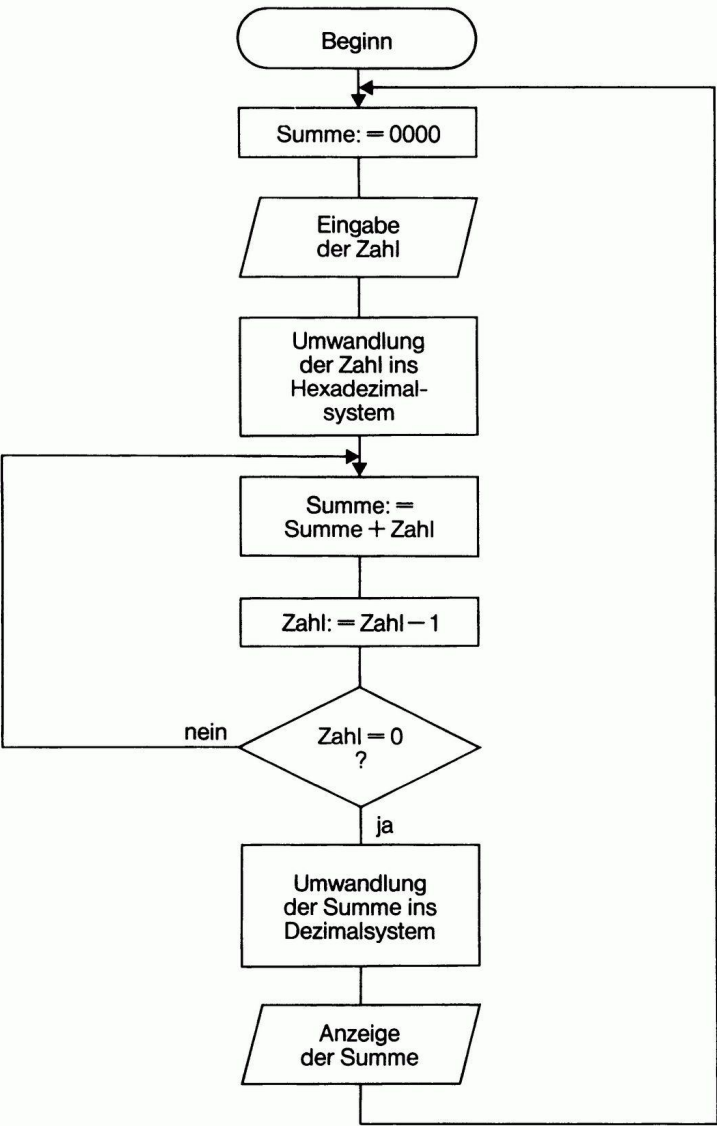 Beginn
Summe: = 0000
Eingabe
der Zahl
Umwandlung
der Zahl ins
Hexadezimal-
system
Summe: =
Summe + Zahl
Zahl: = Zahl – 1
nein
Zahl = 0
?
ja
Umwandlung
der Summe ins
Dezimalsystem
Anzeige
der Summe